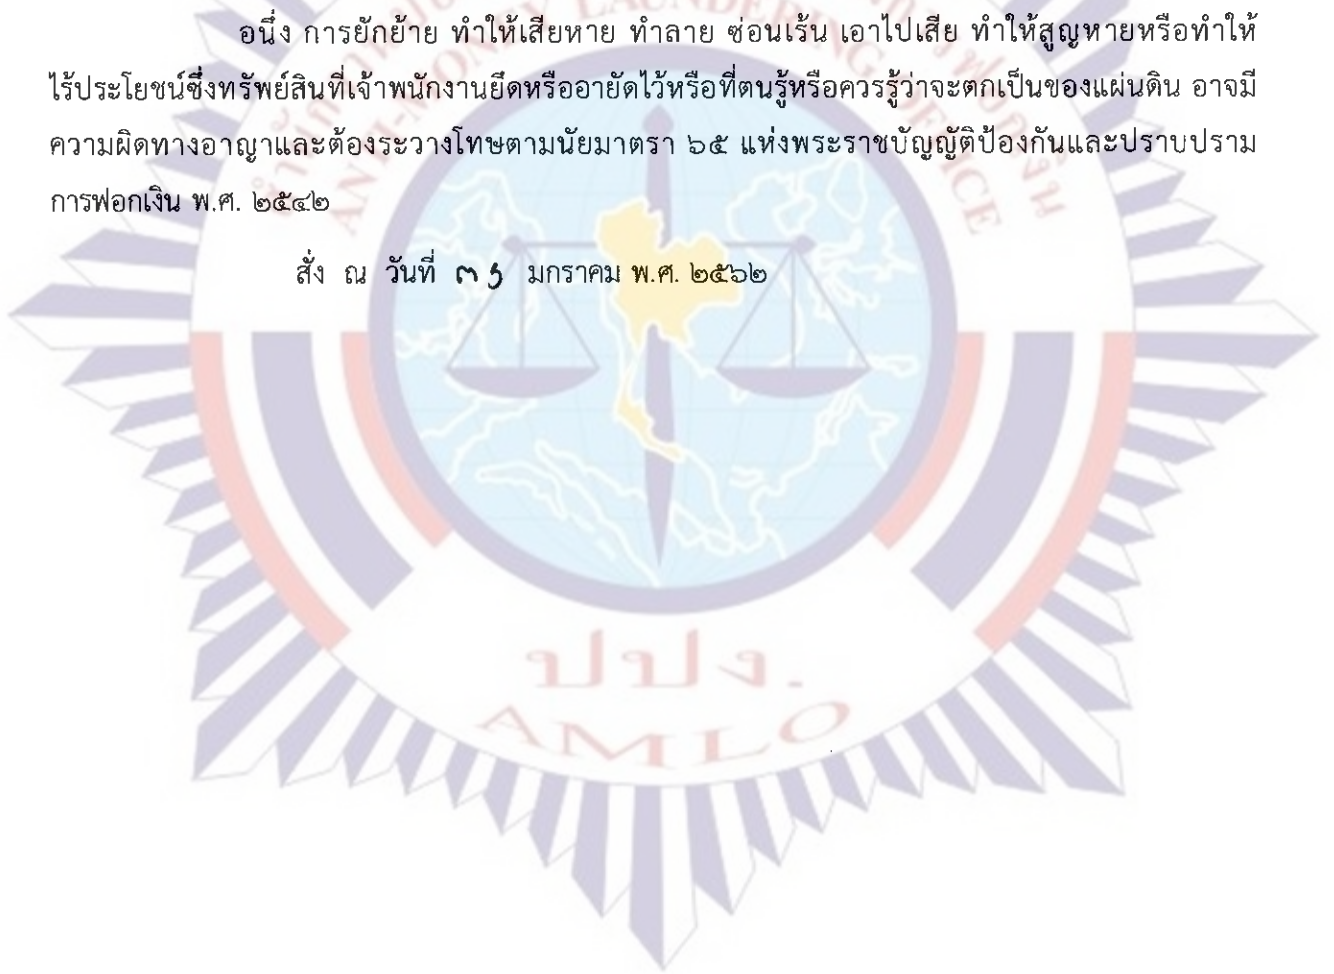 อนึ่ง การยักย้าย ทำให้เสียหาย ทำลาย ซ่อนเร้น เอาไปเสีย ทำให้สูญหายหรือทำให้
ไร้ประโยชน์ซึ่งทรัพย์สินที่เจ้าพนักงานยึดหรืออายัดไว้หรือที่ตนรู้หรือควรรู้ว่าจะตกเป็นของแผ่นดิน อาจมี
ความผิดทางอาญาและต้องระวางโทษตามนัยมาตรา ๖๕ แห่งพระราชบัญญัติป้องกันและปราบปราม
การฟอกเงิน พ.ศ. ๒๕๔๒
สั่ง ณ วันที่ มกราคม พ.ศ. ๒๕๖๒
ANTI-MONEY LAUNDERING OFFICE
ปปง.
AMLO